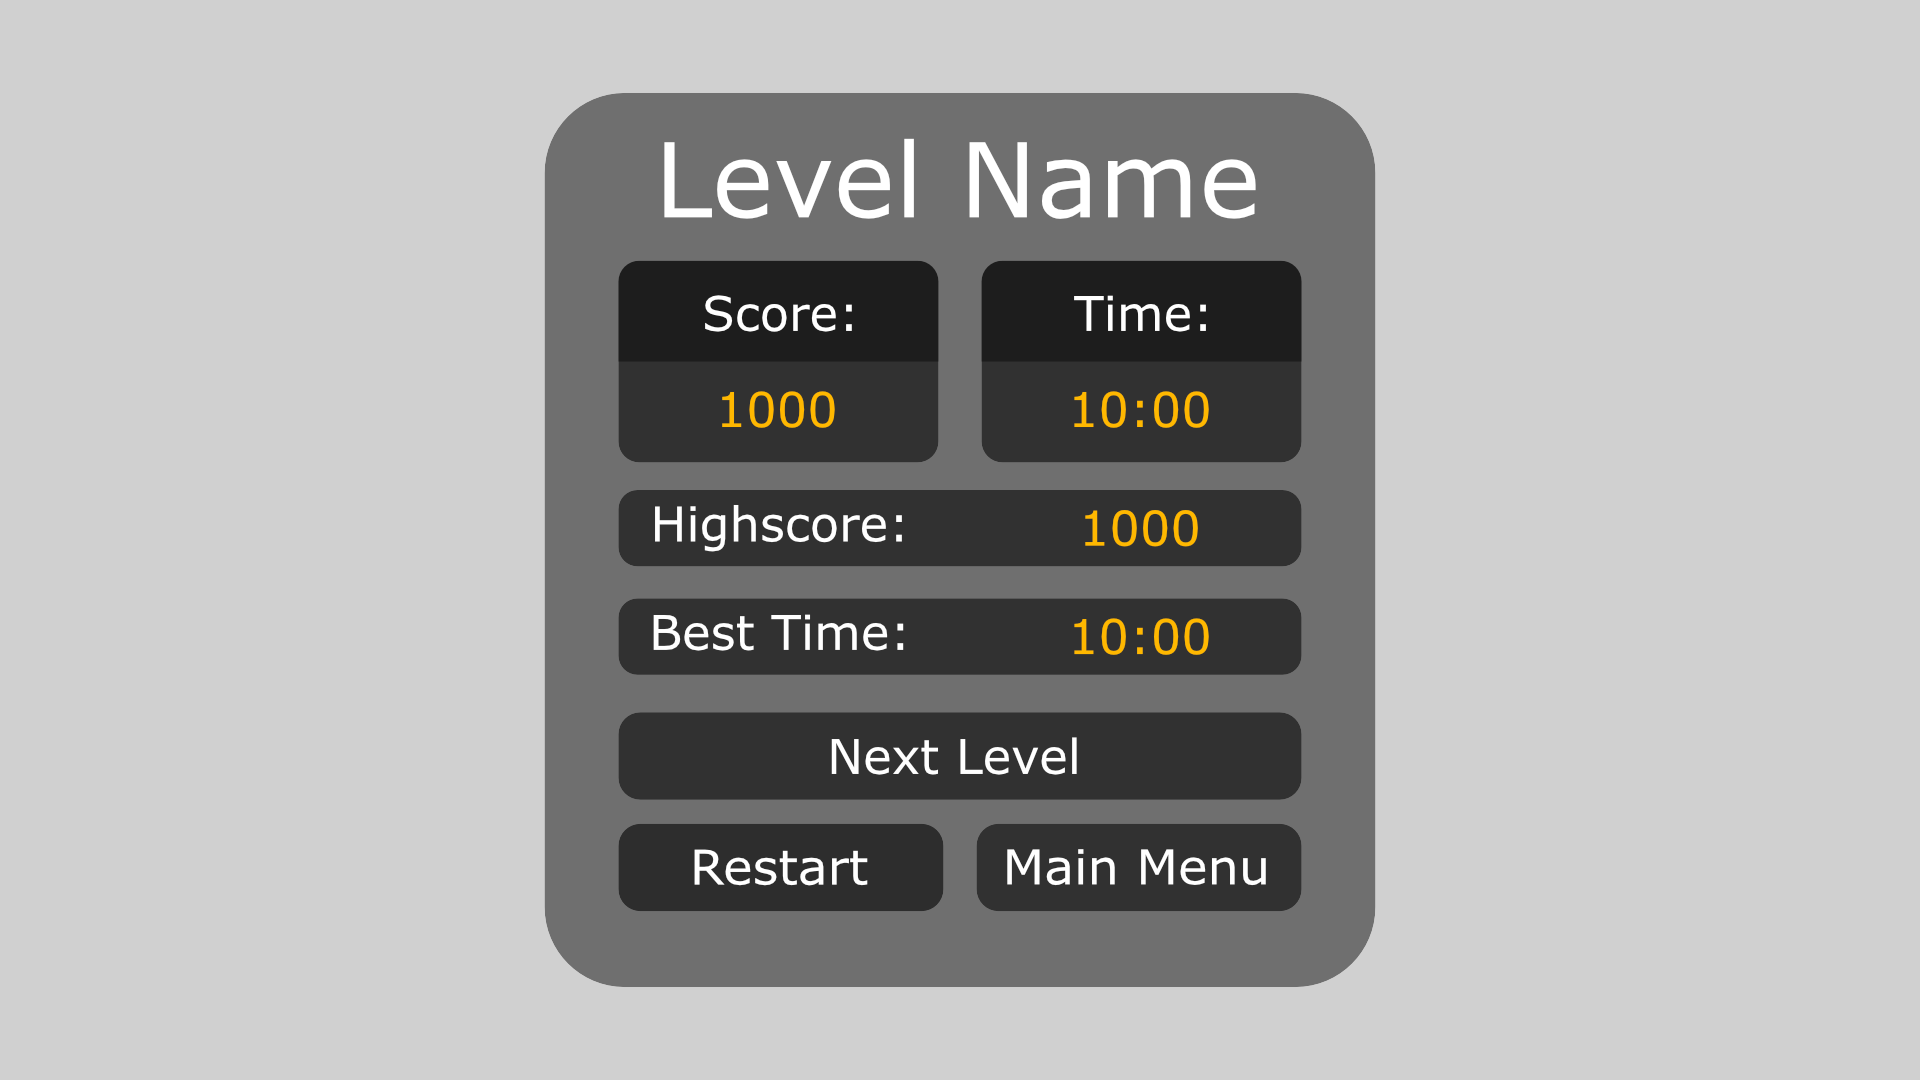 Level Name
Score:
Time:
1000
10:00
Highscore:
1000
Best Time:
10:00
Next Level
Restart
Main Menu